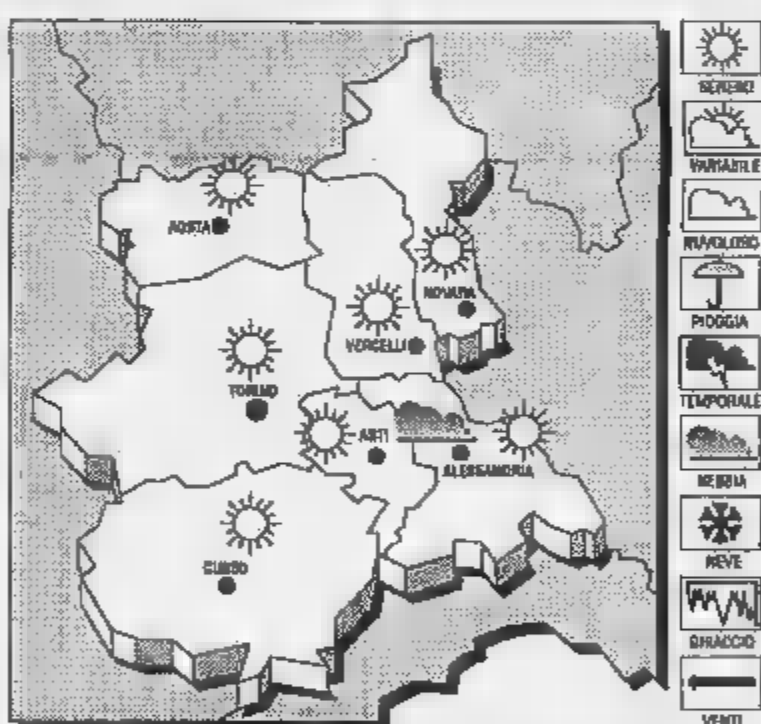 AOSTA
NOVARA
VERCELLI
TORINO
ASTI
ALESSANDRIA
CUNEO
SERENO
VARIABILE
NUVOLOSO
PIOGGIA
TEMPORALE
NEBBIA
NEVE
GHIACCIO
VENTI